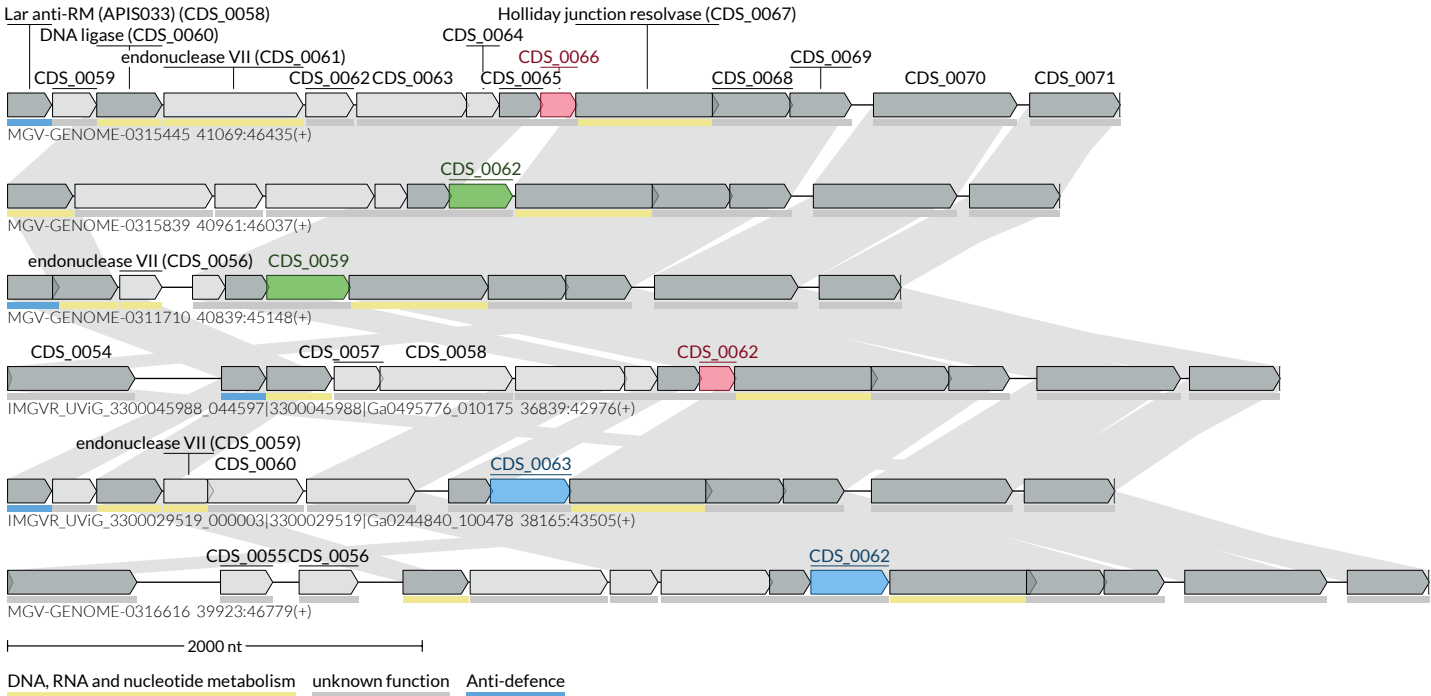 Lar anti-RM (APIS033) (CDS_0058)
Holliday junction resolvase (CDS_0067)
DNA ligase (CDS_0060)
CDS_0064
endonuclease VII (CDS_0061)
CDS_0066
CDS_0069
CDS_0059
CDS_0062
CDS_0063
CDS_0065
CDS_0068
CDS_0070
CDS_0071
MGV-GENOME-0315445 41069:46435(+)
CDS_0062
MGV-GENOME-0315839 40961:46037(+)
endonuclease VII (CDS_0056)
CDS_0059
MGV-GENOME-0311710 40839:45148(+)
CDS_0054
CDS_0057
CDS_0058
CDS_0062
IMGVR_UViG_3300045988_044597|3300045988|Ga0495776_010175 36839:42976(+)
endonuclease VII (CDS_0059)
CDS_0060
CDS_0063
IMGVR_UViG_3300029519_000003|3300029519|Ga0244840_100478 38165:43505(+)
CDS_0055
CDS_0056
CDS_0062
MGV-GENOME-0316616 39923:46779(+)
2000 nt
DNA, RNA and nucleotide metabolism
unknown function
Anti-defence